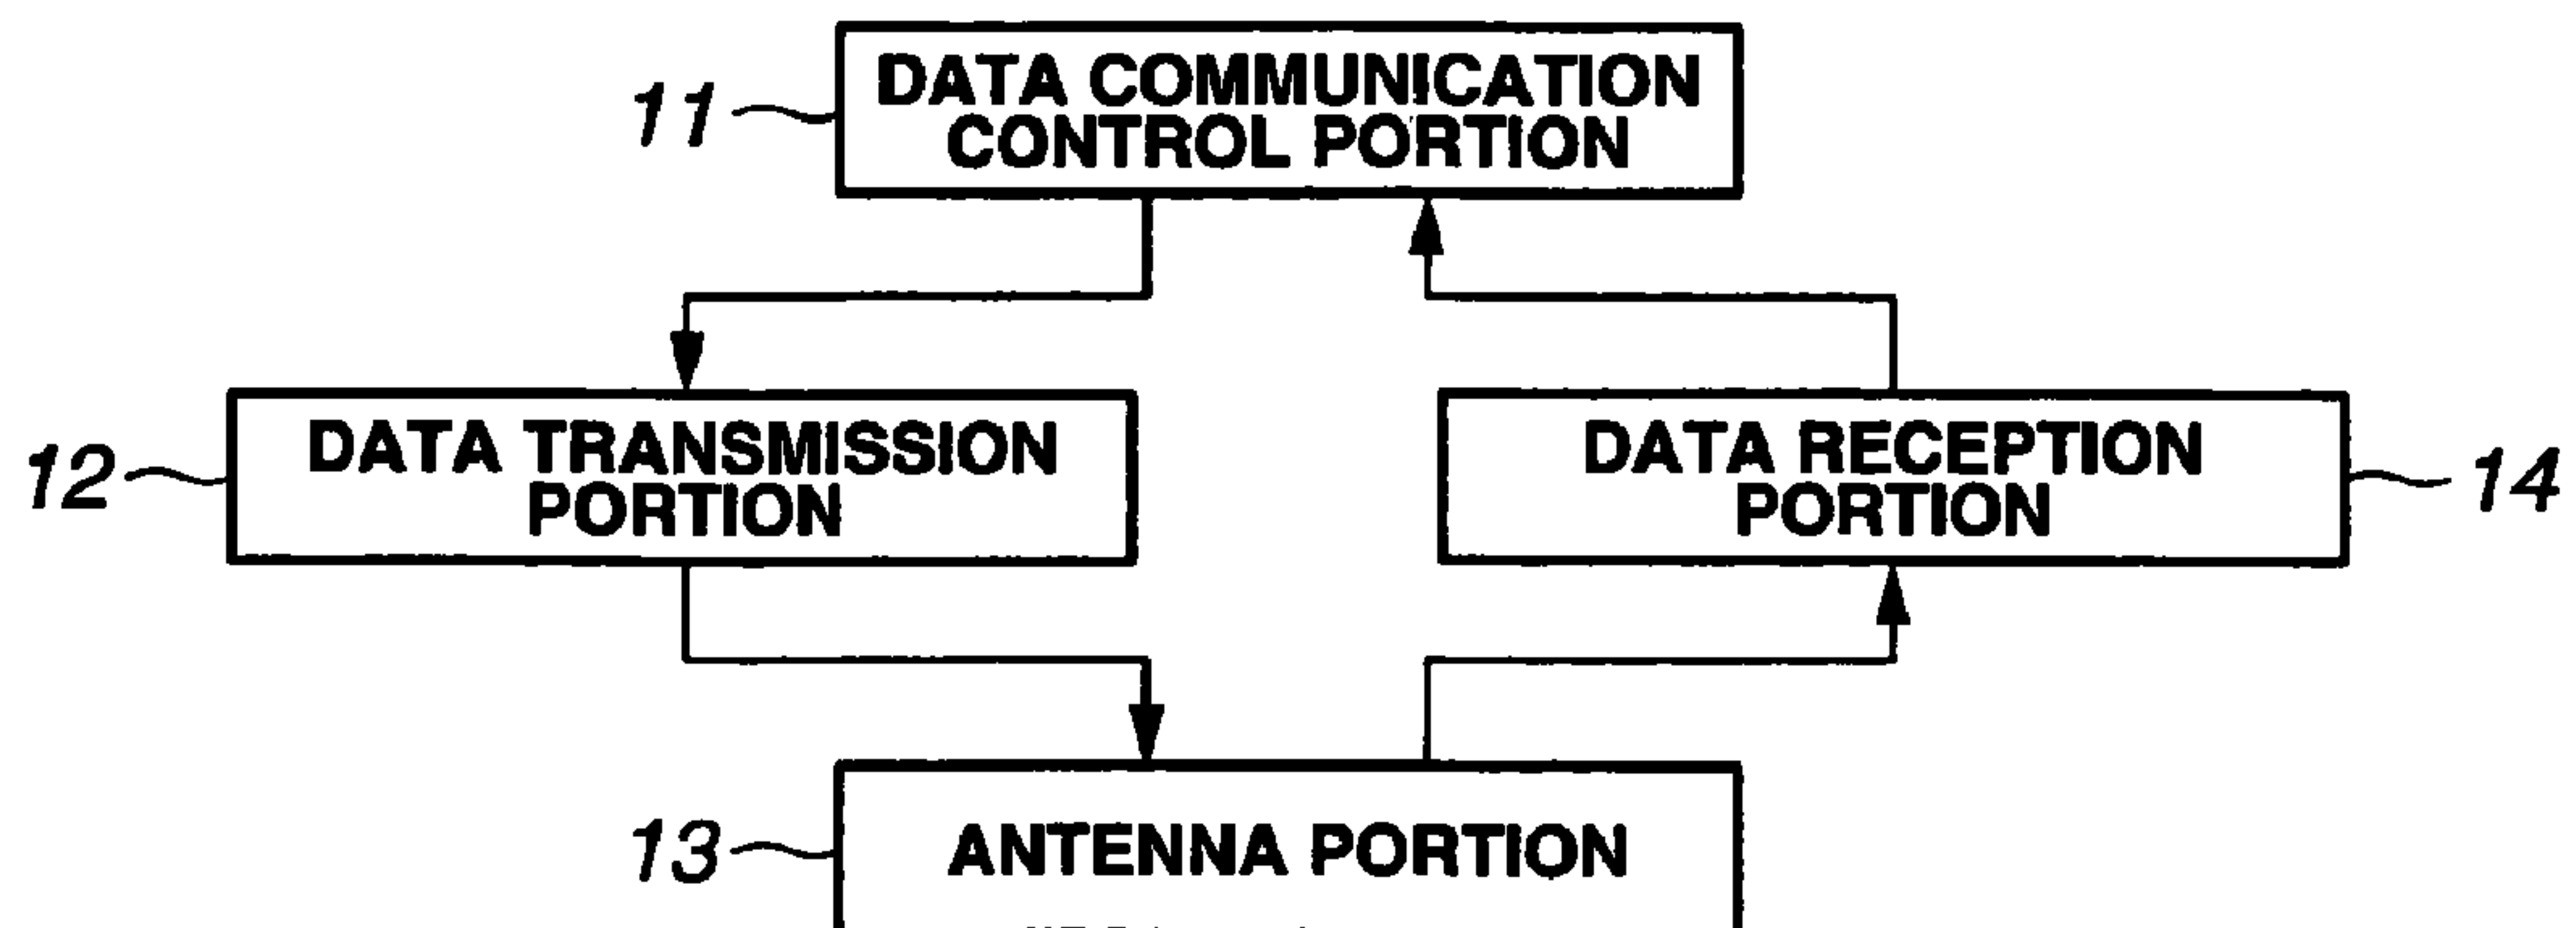 11
DATA COMMUNICATION
CONTROL PORTION
12
DATA TRANSMISSION
PORTION
DATA RECEPTION
PORTION
14
13
ANTENNA PORTION